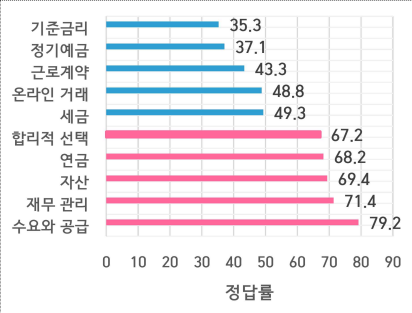 기준금리 35.3
정기예금 37.1
근로계약 43.3
온라인 거래 48.8
세금 49.3
합리적 선택 67.2
연금 68.2
자산 69.4
재무 관리 71.4
수요와 공급 79.2
0 10 20 30 40 50 60 70 80 90
정답률